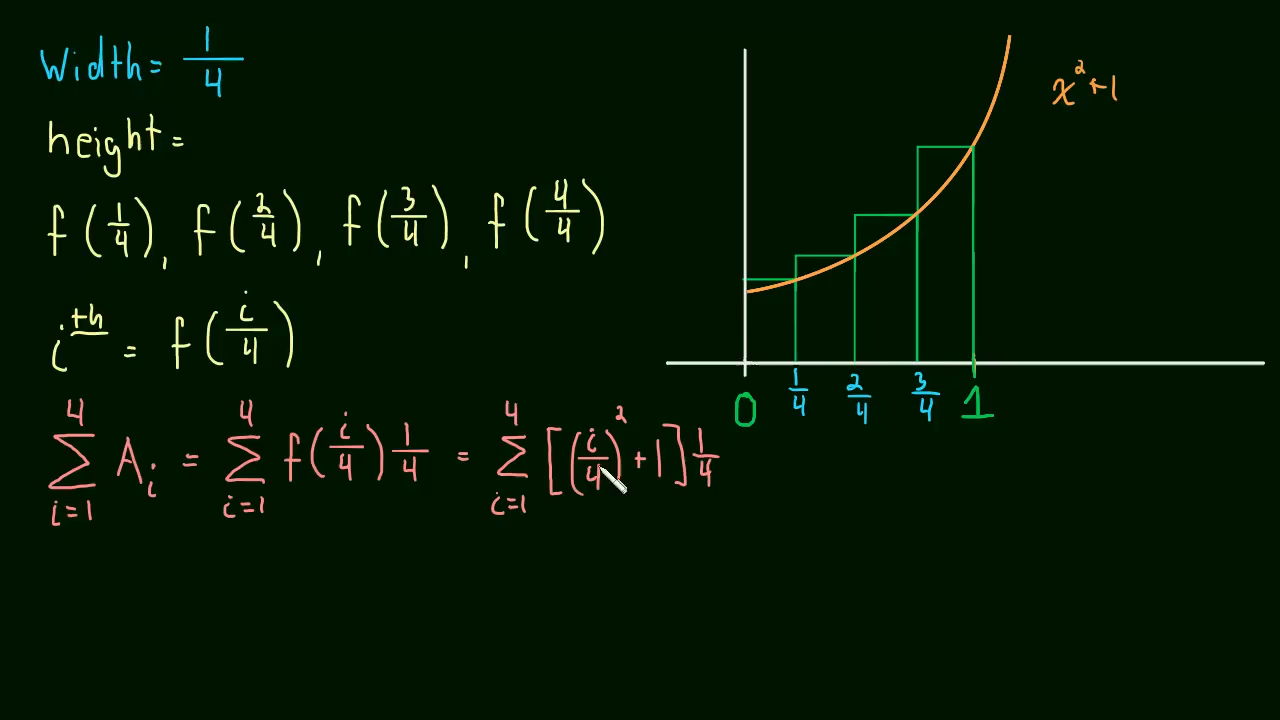 Width = 1/4
height =
f(1/4), f(2/4), f(3/4), f(4/4)
i^th = f(i/4)
∑_{i=1}^{4} A_i = ∑_{i=1}^{4} f(i/4) 1/4 = ∑_{i=1}^{4} [(i/4)^2 + 1] 1/4
x^2 + 1
0 1/4 2/4 3/4 1